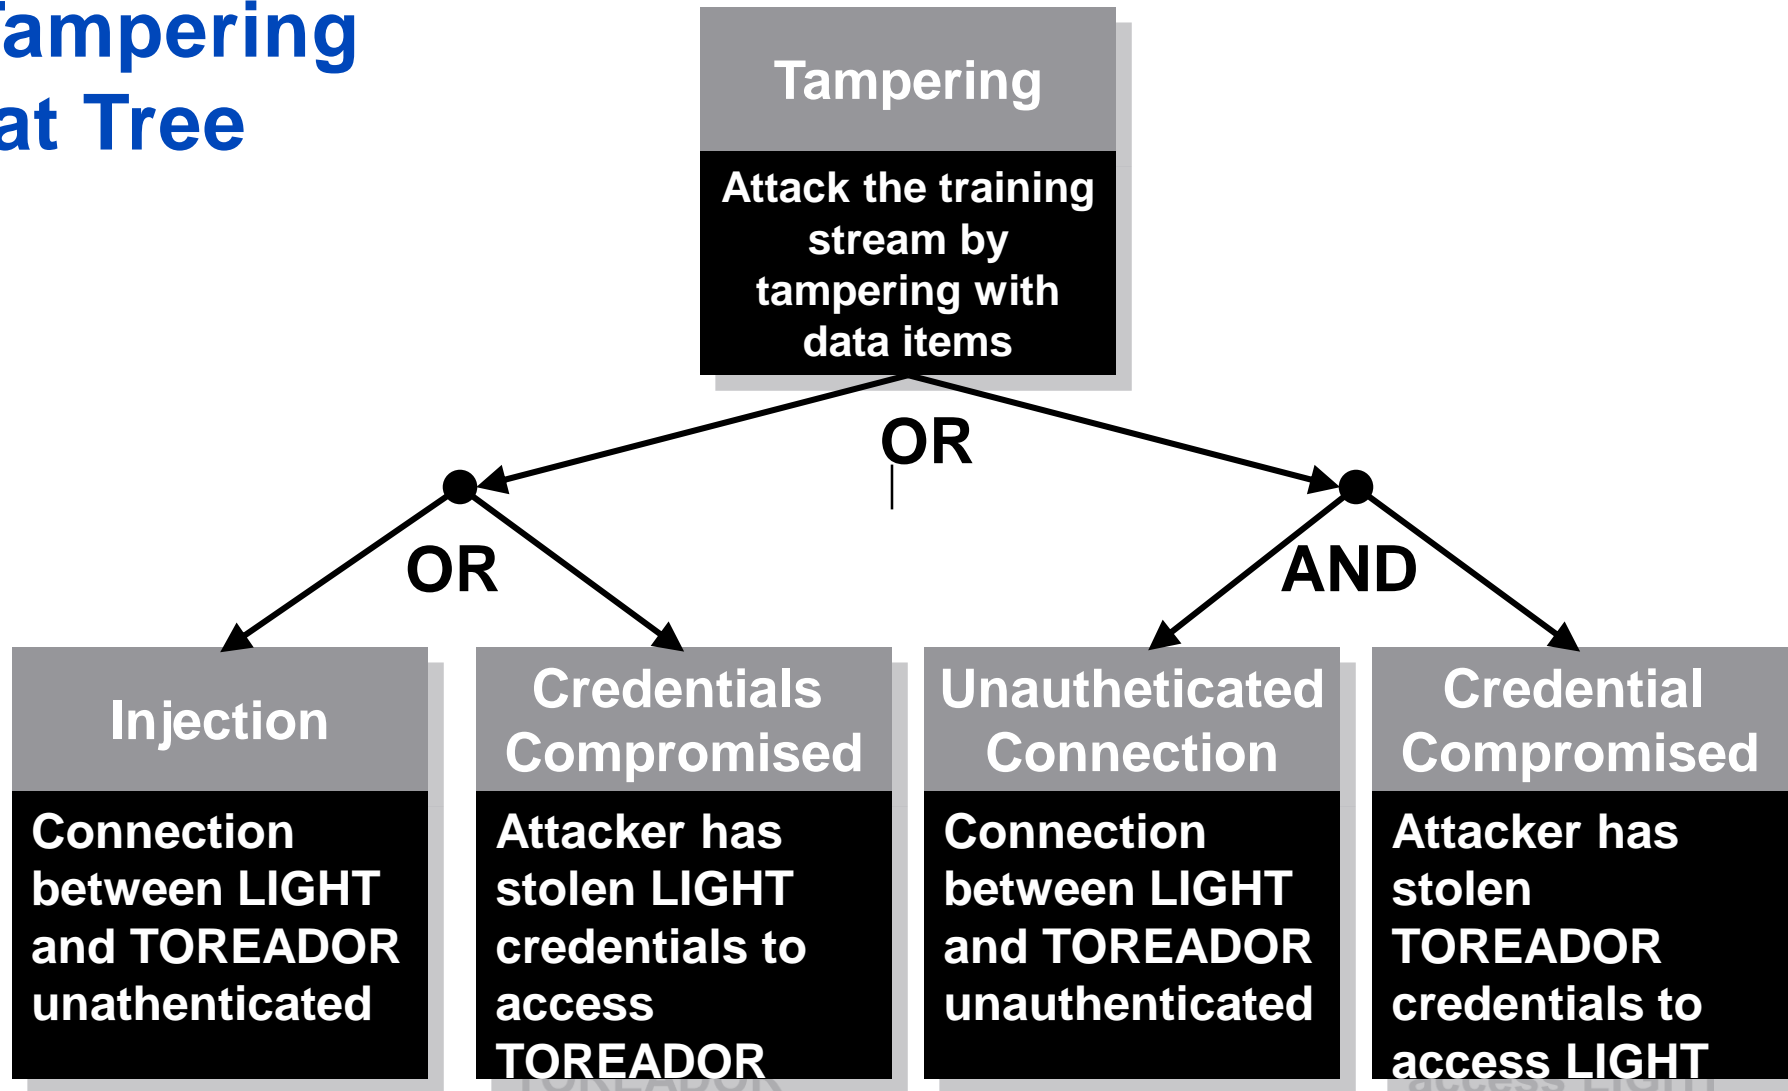 Tampering
at Tree
Tampering
Attack the training
stream by
tampering with
data items
OR
OR
AND
Injection
Connection
between LIGHT
and TOREADOR
unathenticated
Credentials
Compromised
Attacker has
stolen LIGHT
credentials to
access
TOREADOR
Unautheticated
Connection
Connection
between LIGHT
and TOREADOR
unauthenticated
Credential
Compromised
Attacker has
stolen
TOREADOR
credentials to
access LIGHT